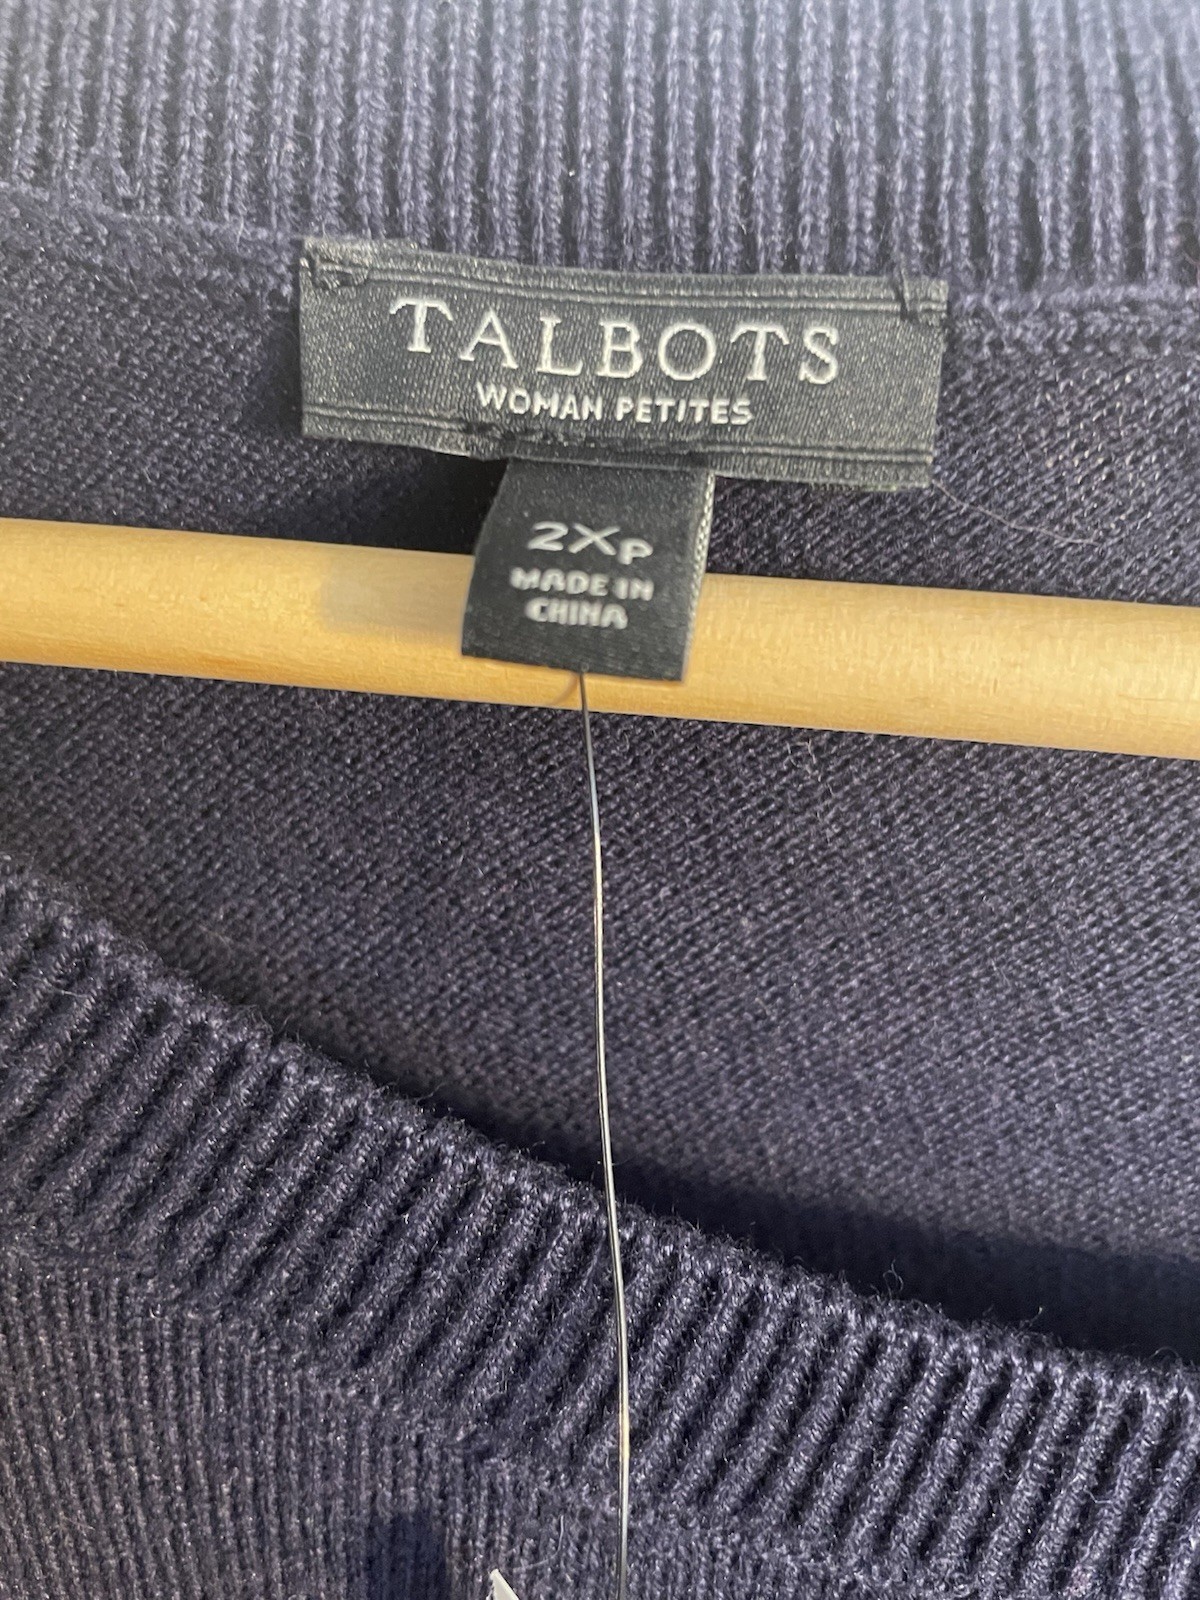 TALBOTS
WOMAN PETITES
2XP
MADE IN
CHINA